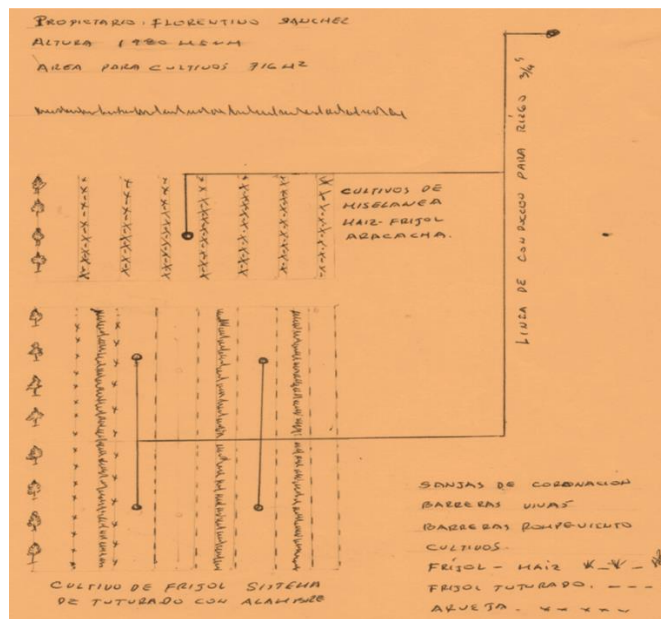 PROPIETARIO: FLORENTINO SANCHEZ
ALTURA 1980 MSNM
AREA PARA CULTIVOS 716 M2
LINEA DE CONDUCCION PARA RIEGO 3/4"
CULTIVOS DE
MISELANEA
MAIZ-FRIJOL
ARACACHA.
CULTIVO DE FRIJOL SISTEMA
DE TUTURADO CON ALAMBRE
SANJAS DE CORONACION
BARRERAS VIVAS
BARRERAS ROMPEVIENTO
CULTIVOS.
FRIJOL - MAIZ
FRIJOL TUTURADO.
ARVEJA.